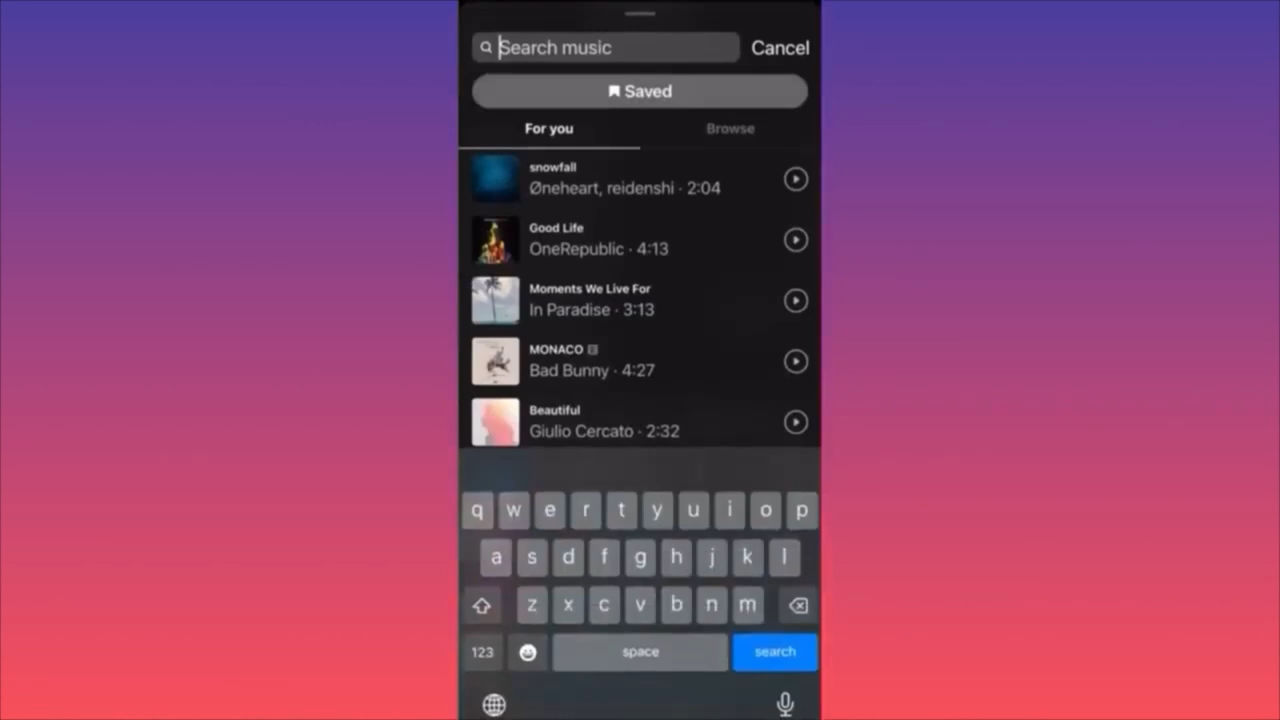 Search music
Cancel
Saved
For you
Browse
snowfall
Øneheart, reidenshi · 2:04
Good Life
OneRepublic · 4:13
Moments We Live For
In Paradise · 3:13
MONACO E
Bad Bunny · 4:27
Beautiful
Giulio Cercato · 2:32
q w e r t y u i o p
a s d f g h j k l
z x c v b n m
123 space search